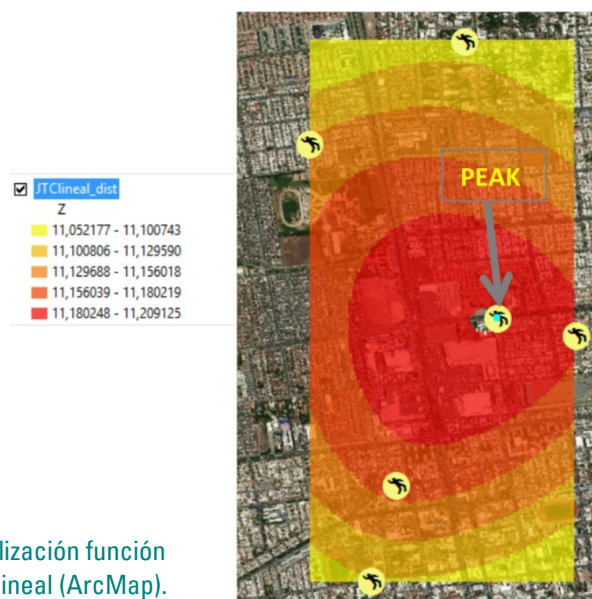 JTClineal_dist
Z
11,052177 - 11,100743
11,100806 - 11,129590
11,129688 - 11,156018
11,156039 - 11,180219
11,180248 - 11,209125
PEAK
lización función
ineal (ArcMap).